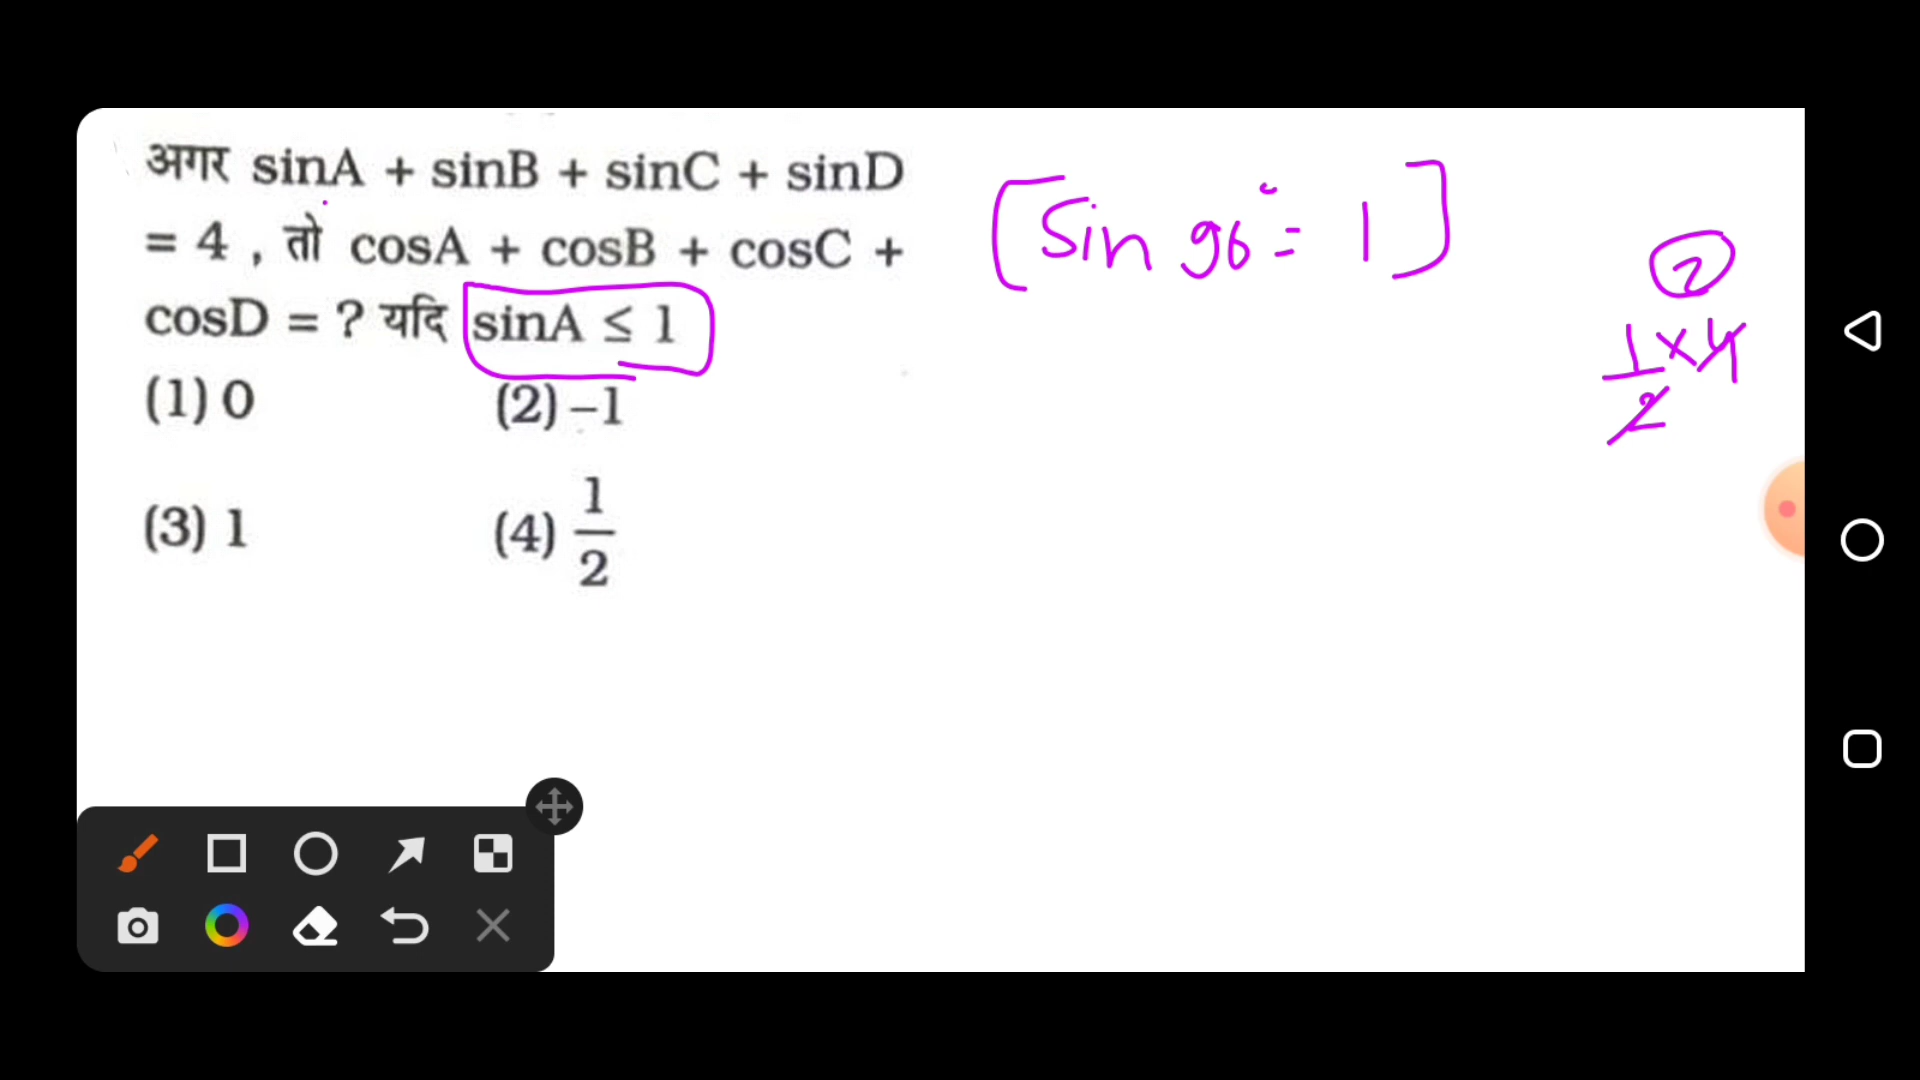 अगर sinA + sinB + sinC + sinD
= 4 , तो cosA + cosB + cosC +
cosD = ? यदि sinA ≤ 1
(1) 0 (2) –1
(3) 1 (4) 1/2
[Sin 90° = 1]
2
1/2 × 4